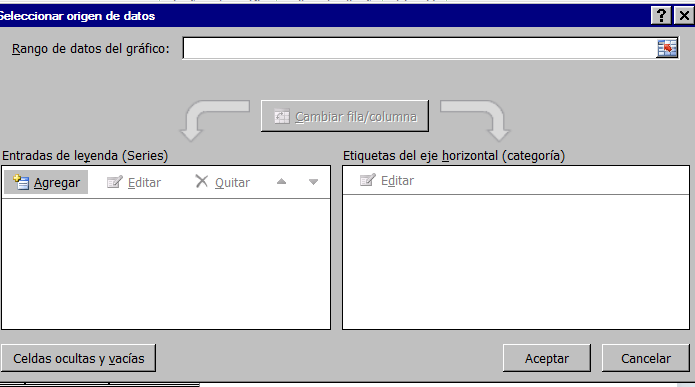 Seleccionar origen de datos
Rango de datos del gráfico:
Cambiar fila/columna
Entradas de leyenda (Series)
Etiquetas del eje horizontal (categoría)
Agregar Editar Quitar
Editar
Celdas ocultas y vacías
Aceptar Cancelar